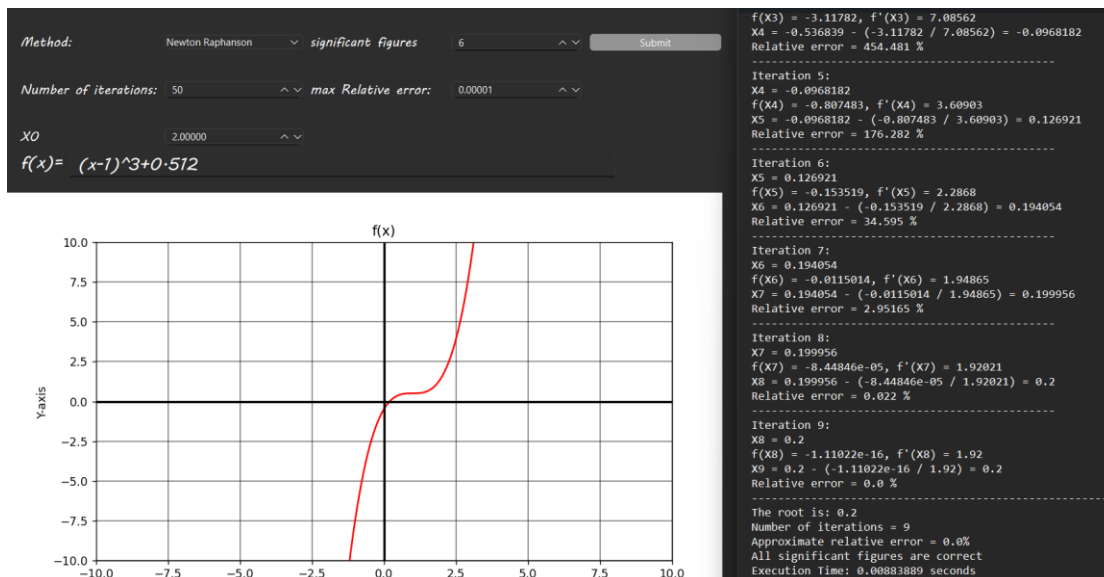 Method: Newton Raphanson significant figures 6 Submit
Number of iterations: 50 max Relative error: 0.00001
X0 2.00000
f(x)= (x-1)^3+0.512
f(x)
10.0
7.5
5.0
2.5
0.0
−2.5
−5.0
−7.5
−10.0
Y-axis
−10.0 −7.5 −5.0 −2.5 0.0 2.5 5.0 7.5 10.0
f(X3) = -3.11782, f'(X3) = 7.08562
X4 = -0.536839 - (-3.11782 / 7.08562) = -0.0968182
Relative error = 454.481 %
----------------------------------------------
Iteration 5:
X4 = -0.0968182
f(X4) = -0.807483, f'(X4) = 3.60903
X5 = -0.0968182 - (-0.807483 / 3.60903) = 0.126921
Relative error = 176.282 %
----------------------------------------------
Iteration 6:
X5 = 0.126921
f(X5) = -0.153519, f'(X5) = 2.2868
X6 = 0.126921 - (-0.153519 / 2.2868) = 0.194054
Relative error = 34.595 %
----------------------------------------------
Iteration 7:
X6 = 0.194054
f(X6) = -0.0115014, f'(X6) = 1.94865
X7 = 0.194054 - (-0.0115014 / 1.94865) = 0.199956
Relative error = 2.95165 %
----------------------------------------------
Iteration 8:
X7 = 0.199956
f(X7) = -8.44846e-05, f'(X7) = 1.92021
X8 = 0.199956 - (-8.44846e-05 / 1.92021) = 0.2
Relative error = 0.022 %
----------------------------------------------
Iteration 9:
X8 = 0.2
f(X8) = -1.11022e-16, f'(X8) = 1.92
X9 = 0.2 - (-1.11022e-16 / 1.92) = 0.2
Relative error = 0.0 %
------------------------------------------------------
The root is: 0.2
Number of iterations = 9
Approximate relative error = 0.0%
All significant figures are correct
Execution Time: 0.00883889 seconds